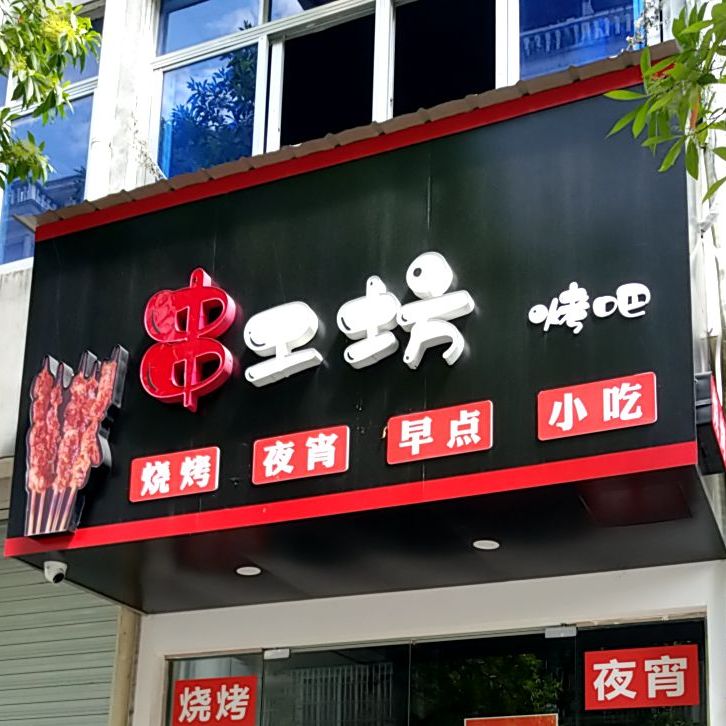 串工坊 烤吧
烧烤 夜宵 早点 小吃
烧烤 夜宵